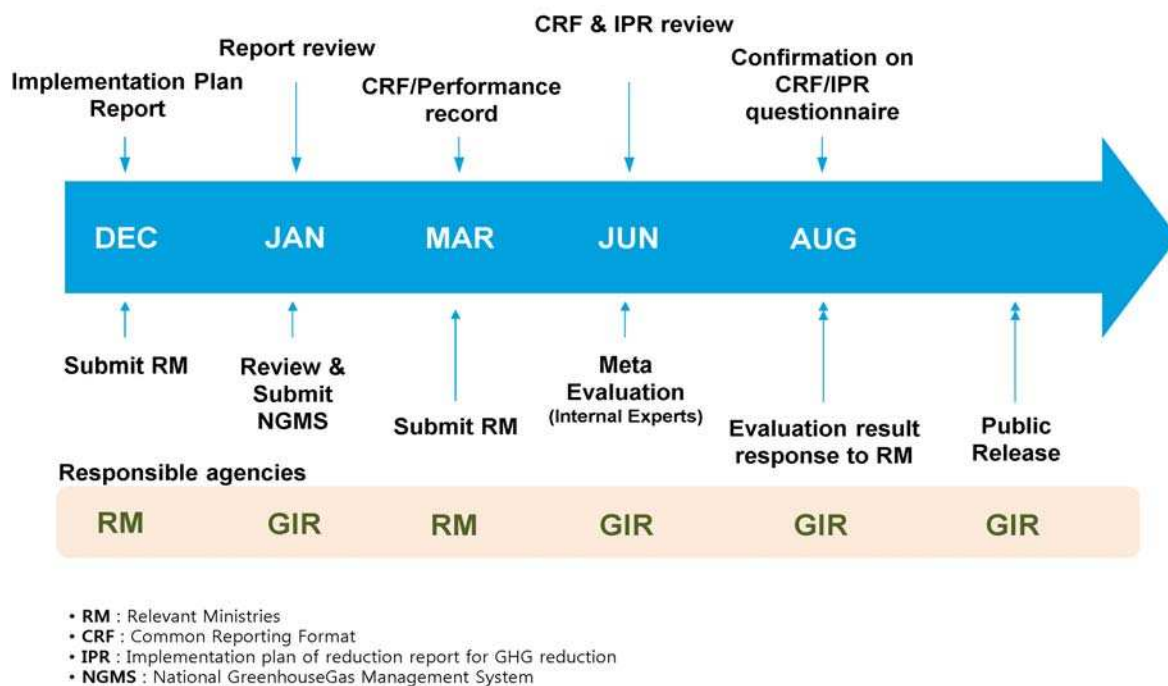 CRF & IPR review
Report review
Implementation Plan
Report
CRF/Performance
record
Confirmation on
CRF/IPR
questionnaire
DEC
JAN
MAR
JUN
AUG
Submit RM
Review &
Submit
NGMS
Submit RM
Meta
Evaluation
(Internal Experts)
Evaluation result
response to RM
Public
Release
Responsible agencies
RM
GIR
RM
GIR
GIR
GIR
• RM : Relevant Ministries
• CRF : Common Reporting Format
• IPR : Implementation plan of reduction report for GHG reduction
• NGMS : National GreenhouseGas Management System